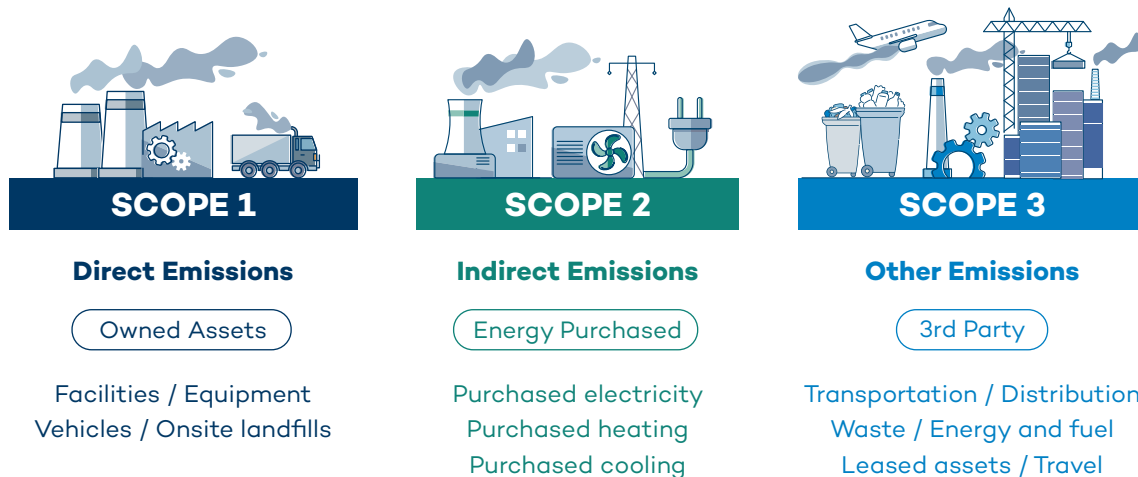 SCOPE 1
Direct Emissions
Owned Assets
Facilities / Equipment
Vehicles / Onsite landfills
SCOPE 2
Indirect Emissions
Energy Purchased
Purchased electricity
Purchased heating
Purchased cooling
SCOPE 3
Other Emissions
3rd Party
Transportation / Distribution
Waste / Energy and fuel
Leased assets / Travel